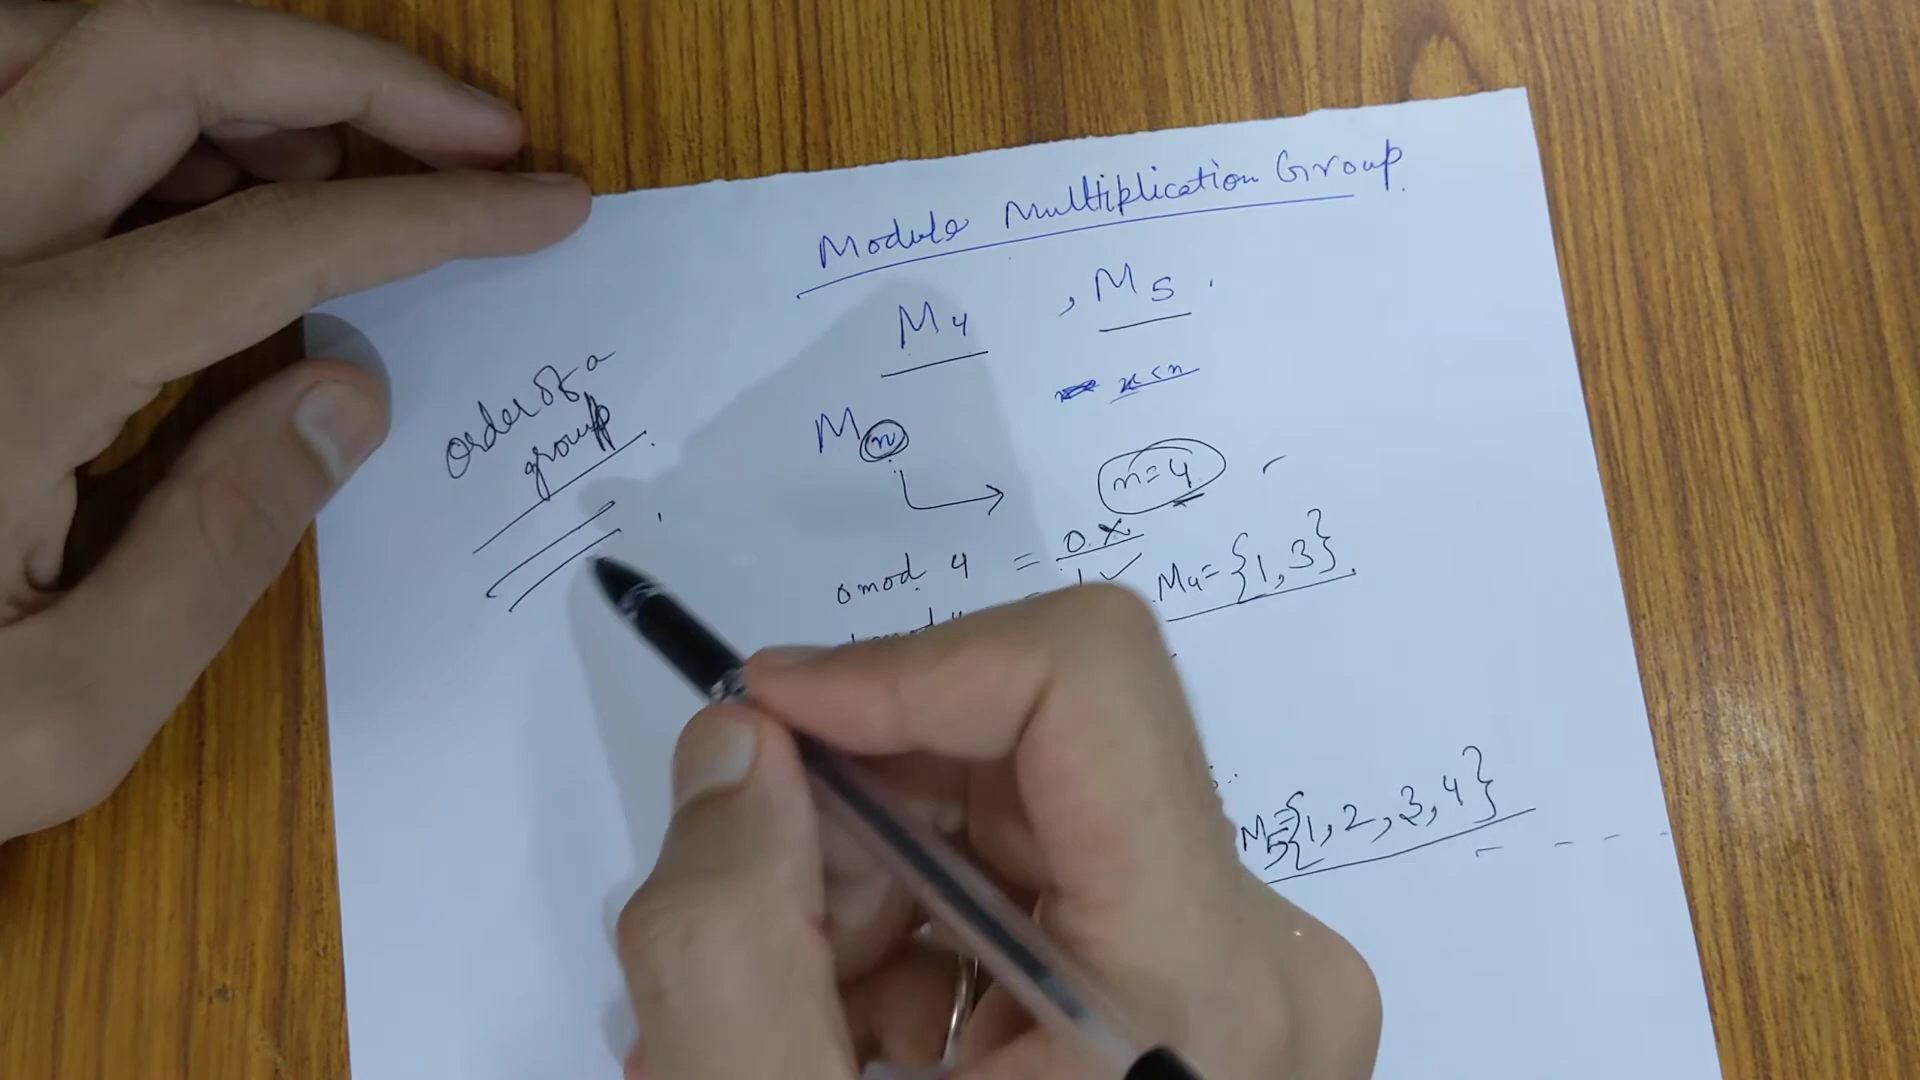 Module Multiplication Group.
M4 , M5 .
x<n
order of a
group
Mn
n=4
0 mod 4 = 0 X
1 ✓
M4= {1, 3}.
M5={1, 2, 3, 4}